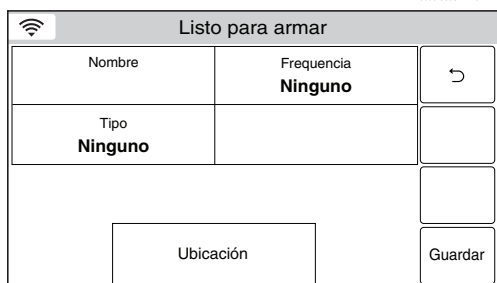 Listo para armar
Nombre
Frequencia
Ninguno
Tipo
Ninguno
Ubicación
Guardar